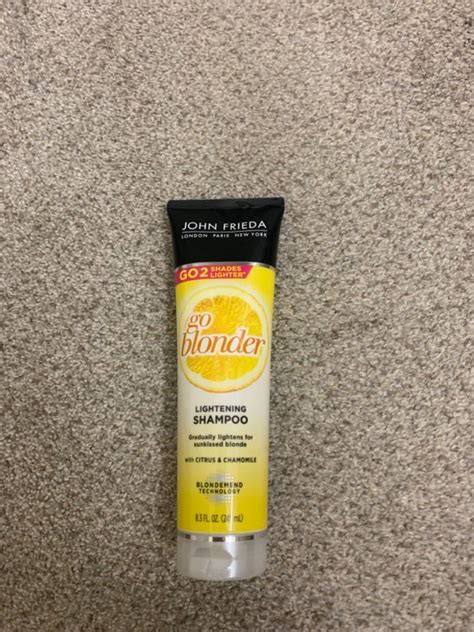 JOHN FRIEDA
LONDON PARIS NEW YORK
GO 2 SHADES LIGHTER
go
blonder
LIGHTENING
SHAMPOO
Gradually lightens for
sunkissed blonde
with CITRUS & CHAMOMILE
BLONDEMEND
TECHNOLOGY
8.3 FL. OZ. (245 mL)